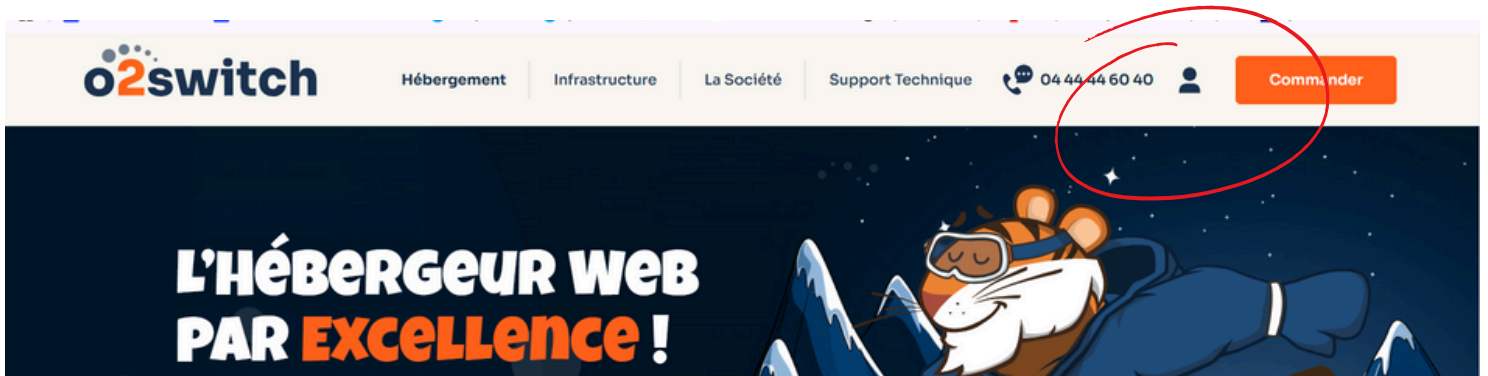 o2switch
Hébergement Infrastructure La Société Support Technique 04 44 44 60 40 Commander
L'HÉBERGEUR WEB
PAR EXCELLENCE !